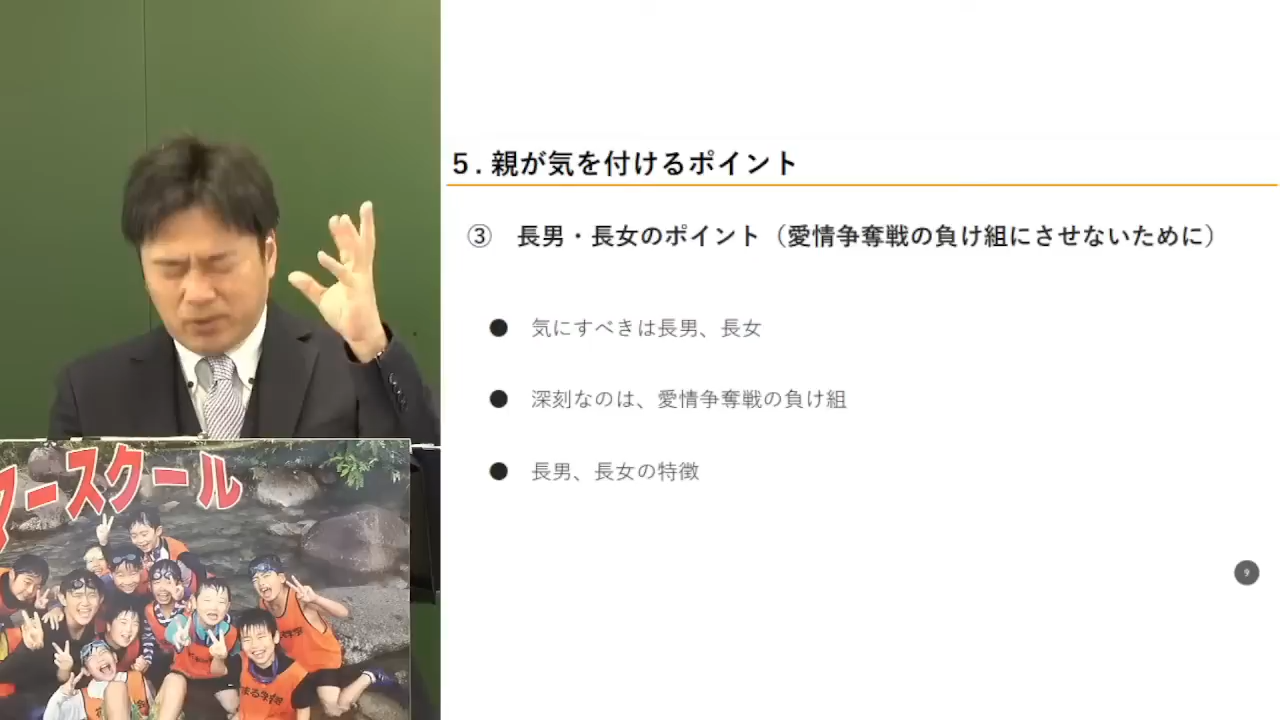 5.親が気を付けるポイント
③ 長男・長女のポイント（愛情争奪戦の負け組にさせないために）
● 気にすべきは長男、長女
● 深刻なのは、愛情争奪戦の負け組
● 長男、長女の特徴
9
マースクール